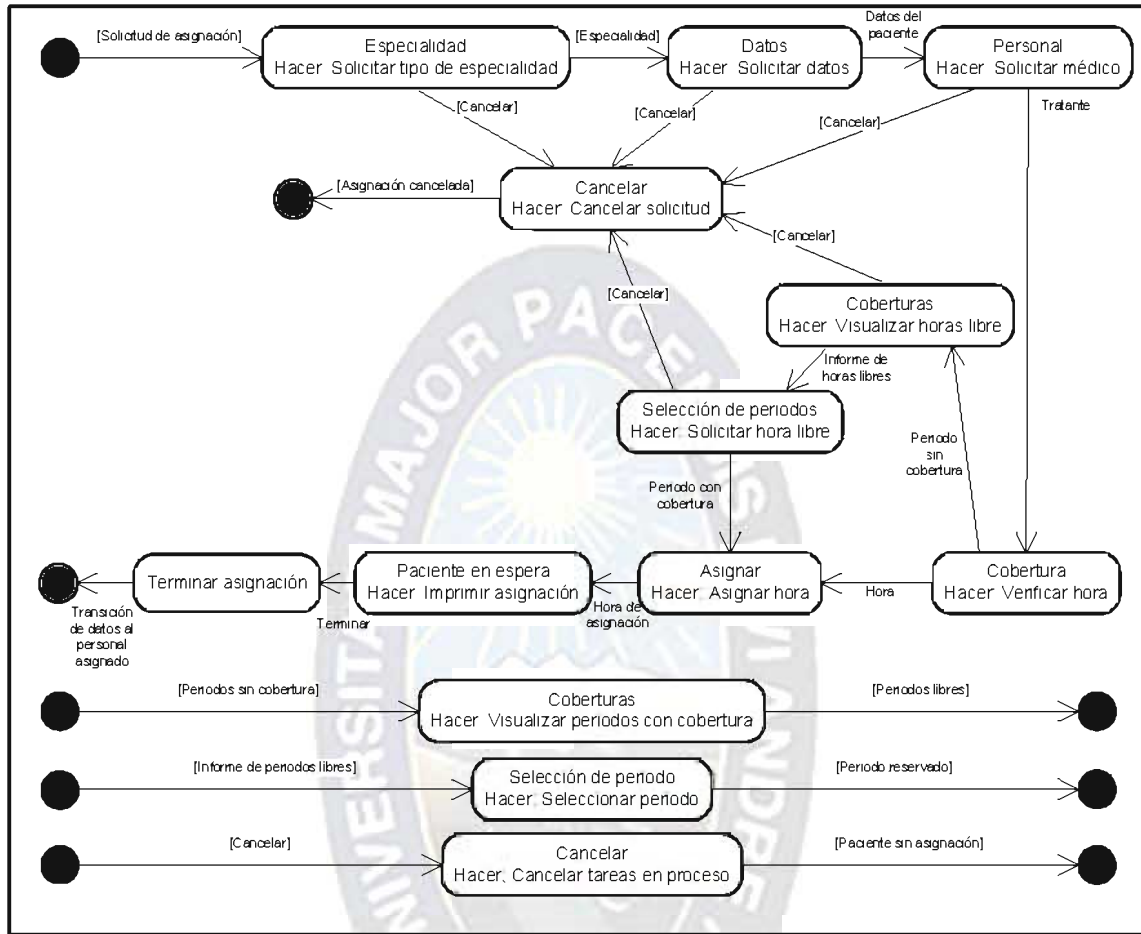 [Solicitud de asignación]
Especialidad
Hacer Solicitar tipo de especialidad
[Especialidad]
Datos
Hacer Solicitar datos
Datos del
paciente
Personal
Hacer Solicitar médico
[Cancelar]
[Cancelar]
[Cancelar]
Tratante
[Asignación cancelada]
Cancelar
Hacer Cancelar solicitud
[Cancelar]
[Cancelar]
Coberturas
Hacer Visualizar horas libre
Informe de
horas libres
Selección de periodos
Hacer: Solicitar hora libre
Periodo
sin
cobertura
Periodo con
cobertura
Terminar asignación
Paciente en espera
Hacer Imprimir asignación
Asignar
Hacer: Asignar hora
Cobertura
Hacer Verificar hora
Hora
Hora de
asignación
Terminar
Transición
de datos al
personal
asignado
[Periodos sin cobertura]
Coberturas
Hacer Visualizar periodos con cobertura
[Periodos libres]
[Informe de periodos libres]
Selección de periodo
Hacer: Seleccionar periodo
[Periodo reservado]
[Cancelar]
Cancelar
Hacer: Cancelar tareas en proceso
[Paciente sin asignación]